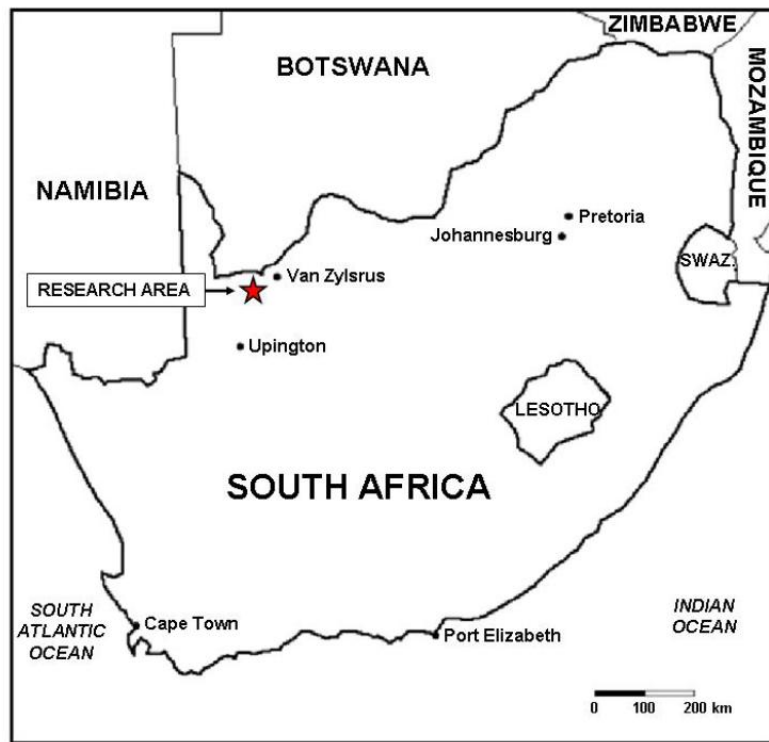 ZIMBABWE
BOTSWANA
MOZAMBIQUE
NAMIBIA
Pretoria
Johannesburg
SWAZ.
Van Zylsrus
RESEARCH AREA
Upington
LESOTHO
SOUTH AFRICA
SOUTH
ATLANTIC
OCEAN
Cape Town
Port Elizabeth
INDIAN
OCEAN
0 100 200 km